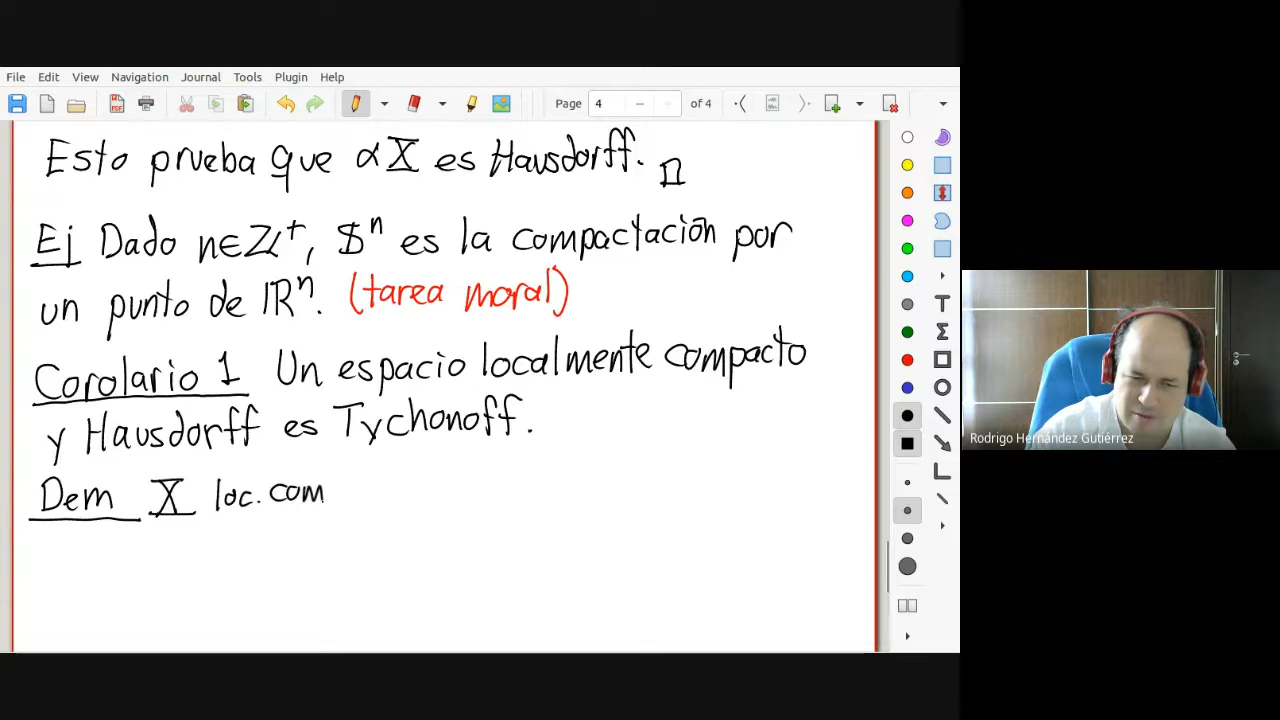 File Edit View Navigation Journal Tools Plugin Help
Page 4 of 4
Esto prueba que αX es Hausdorff. □
Ej Dado n∈ℤ⁺, 𝕊ⁿ es la compactación por
un punto de ℝⁿ. (tarea moral)
Corolario 1 Un espacio localmente compacto
y Hausdorff es Tychonoff.
Dem X loc. com
Rodrigo Hernández Gutiérrez